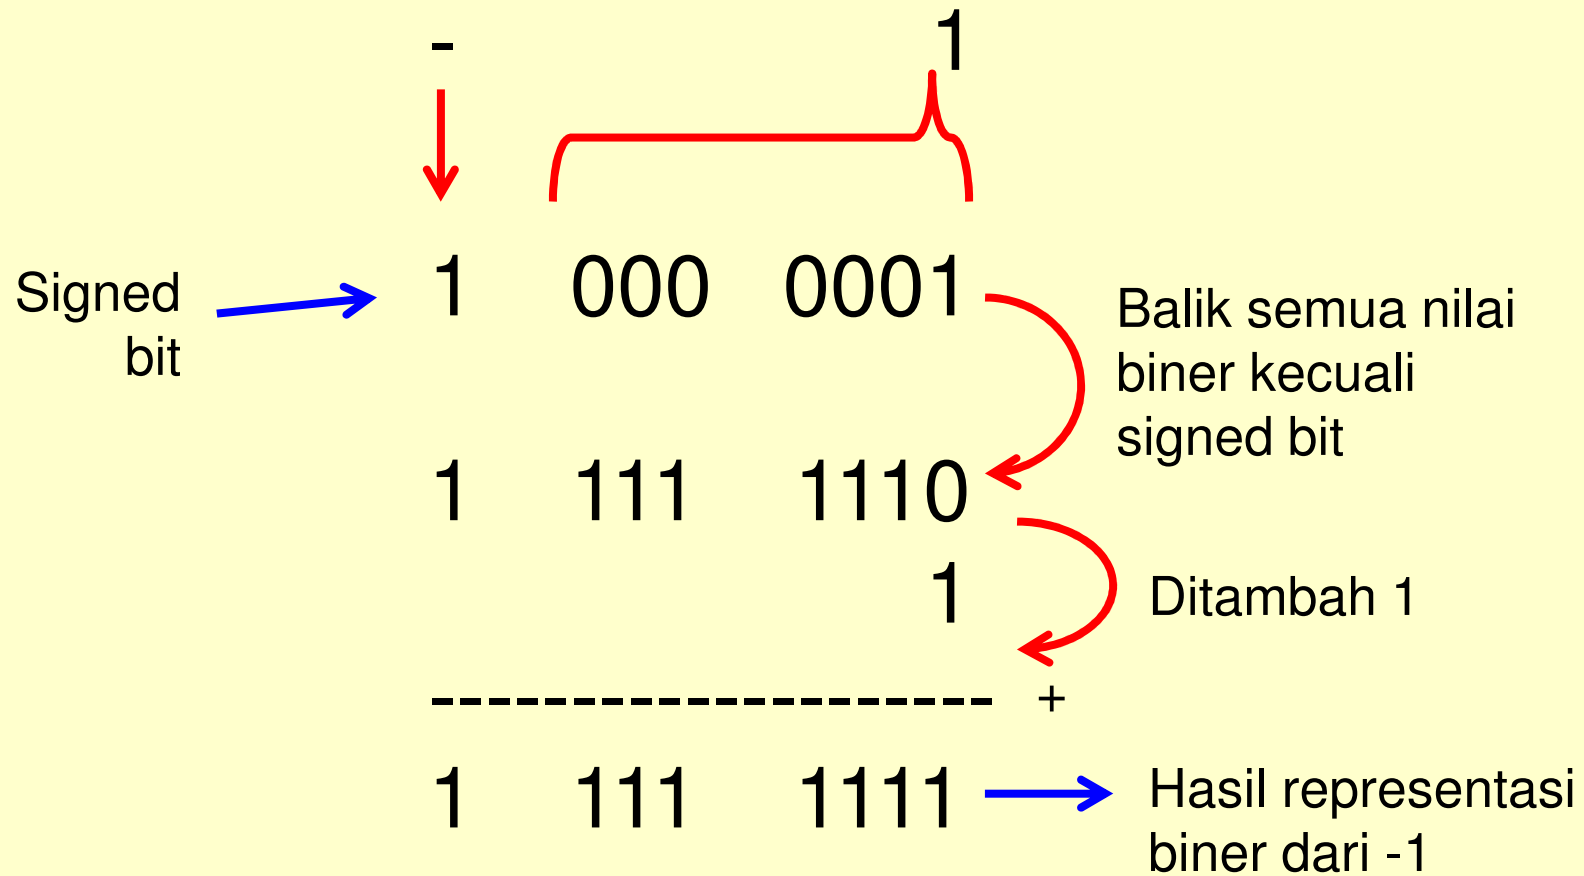 - 1
Signed
bit
1 000 0001
Balik semua nilai
biner kecuali
signed bit
1 111 1110
1
Ditambah 1
-------------------- +
1 111 1111
Hasil representasi
biner dari -1